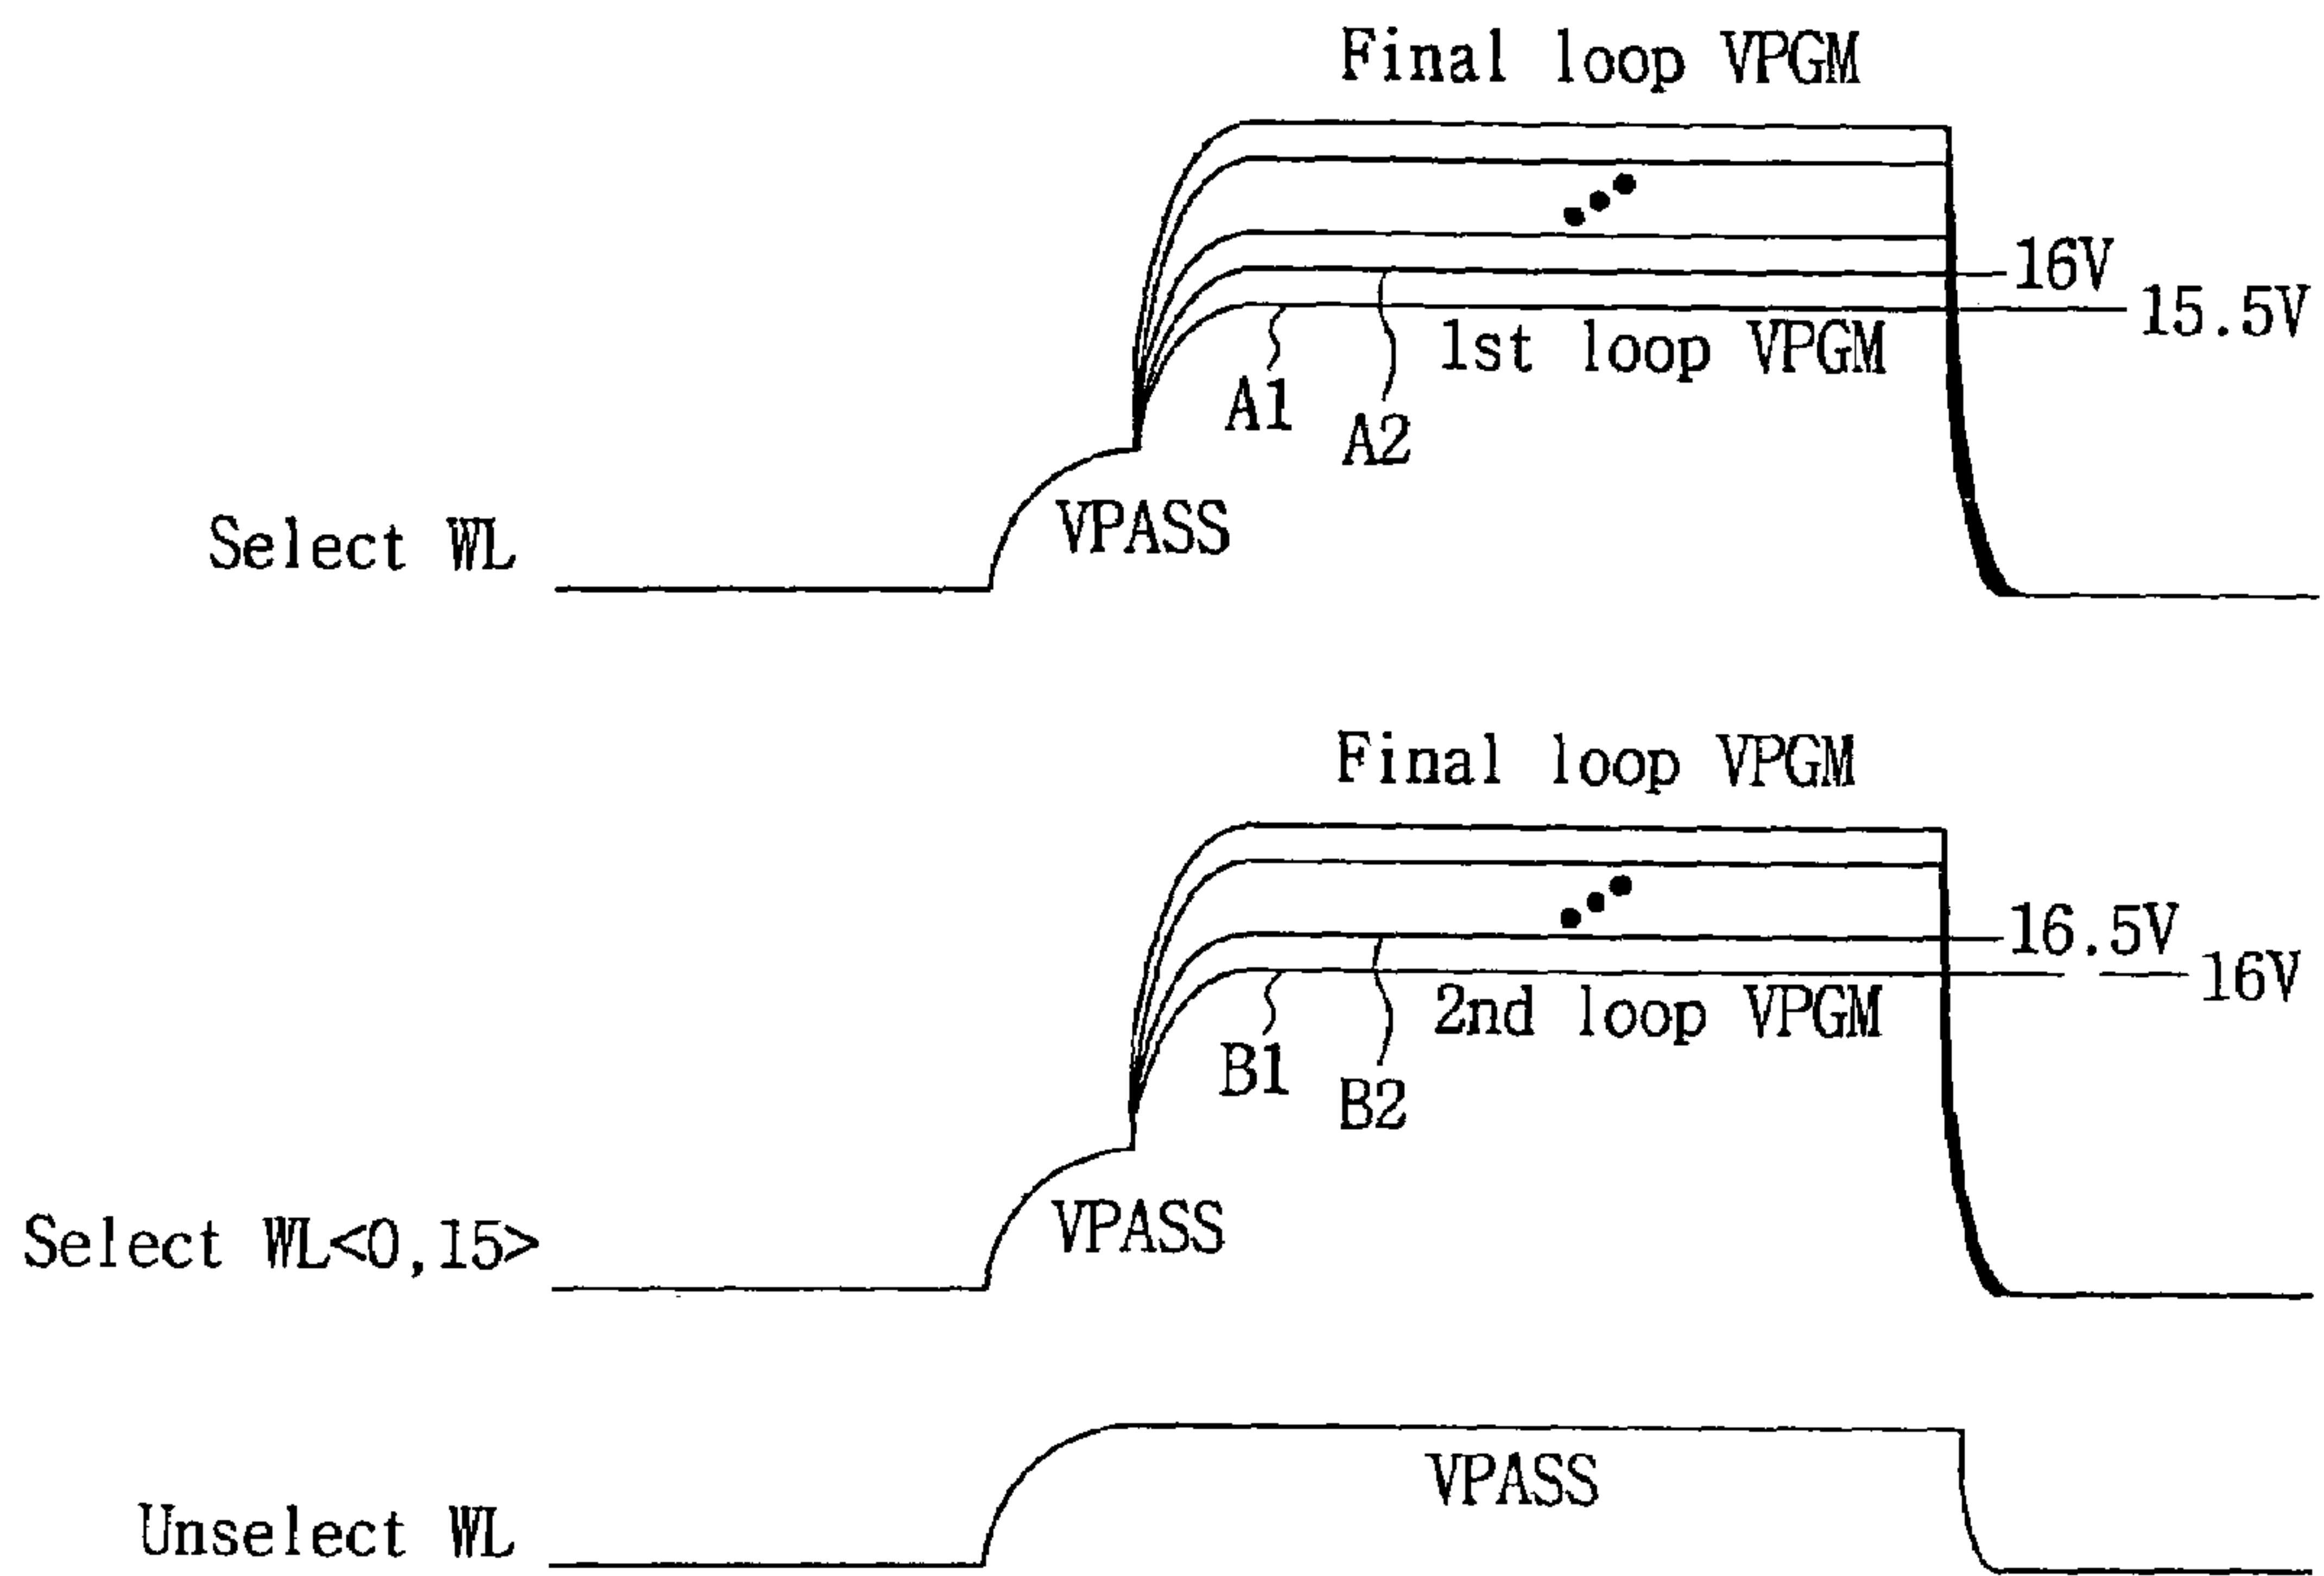 Final loop VPGM
16V
15.5V
1st loop VPGM
A1
A2
VPASS
Select WL
Final loop VPGM
16.5V
16V
2nd loop VPGM
B1
B2
VPASS
Select WL<0,15>
VPASS
Unselect WL